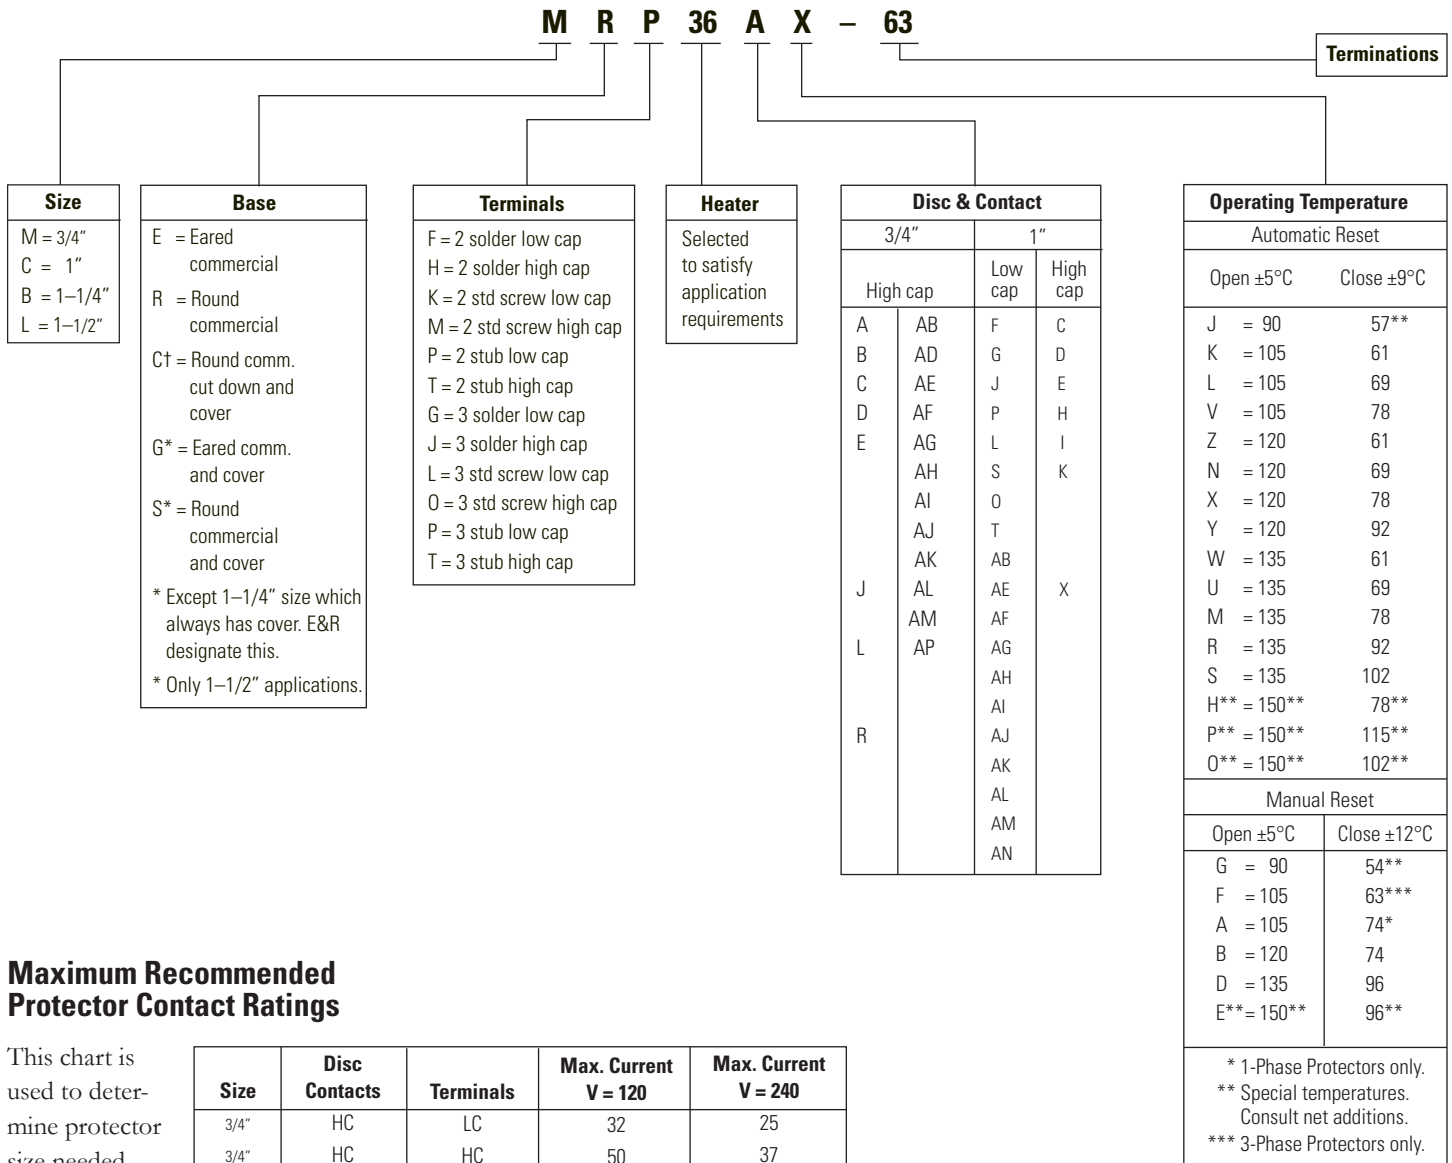 M R P 36 A X – 63
Terminations
Size
M = 3/4"
C = 1"
B = 1–1/4"
L = 1–1/2"
Base
E = Eared
commercial
R = Round
commercial
C† = Round comm.
cut down and
cover
G* = Eared comm.
and cover
S* = Round
commercial
and cover
* Except 1–1/4" size which
always has cover. E&R
designate this.
* Only 1–1/2" applications.
Terminals
F = 2 solder low cap
H = 2 solder high cap
K = 2 std screw low cap
M = 2 std screw high cap
P = 2 stub low cap
T = 2 stub high cap
G = 3 solder low cap
J = 3 solder high cap
L = 3 std screw low cap
O = 3 std screw high cap
P = 3 stub low cap
T = 3 stub high cap
Heater
Selected
to satisfy
application
requirements
Disc & Contact
3/4" 1"
High cap Low cap High cap
A AB F C
B AD G D
C AE J E
D AF P H
E AG L I
AH S K
AI O
AJ T
AK AB
J AL AE X
AM AF
L AP AG
AH
AI
R AJ
AK
AL
AM
AN
Operating Temperature
Automatic Reset
Open ±5°C Close ±9°C
J = 90 57**
K = 105 61
L = 105 69
V = 105 78
Z = 120 61
N = 120 69
X = 120 78
Y = 120 92
W = 135 61
U = 135 69
M = 135 78
R = 135 92
S = 135 102
H** = 150** 78**
P** = 150** 115**
O** = 150** 102**
Manual Reset
Open ±5°C Close ±12°C
G = 90 54**
F = 105 63***
A = 105 74*
B = 120 74
D = 135 96
E** = 150** 96**
* 1-Phase Protectors only.
** Special temperatures.
Consult net additions.
*** 3-Phase Protectors only.
Maximum Recommended
Protector Contact Ratings
This chart is
used to deter-
mine protector
size needed
Size Disc Contacts Terminals Max. Current V = 120 Max. Current V = 240
3/4" HC LC 32 25
3/4" HC HC 50 37